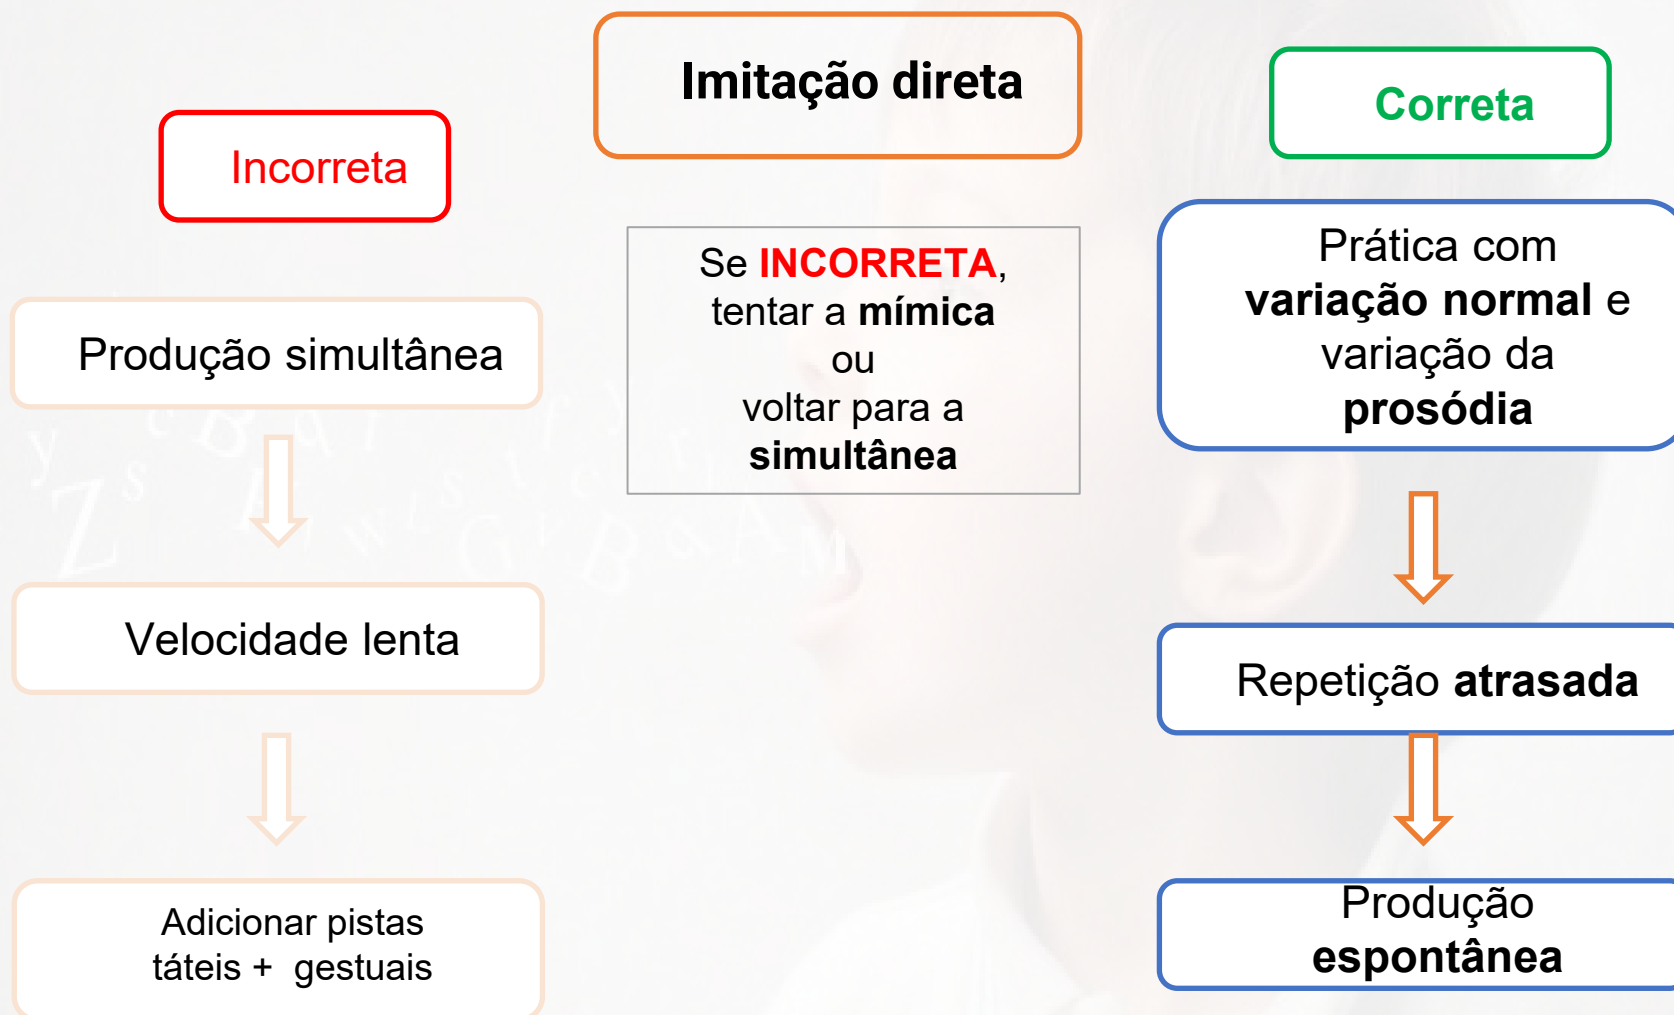 Imitação direta
Incorreta
Produção simultânea
Velocidade lenta
Adicionar pistas
táteis + gestuais
Se INCORRETA,
tentar a mímica
ou
voltar para a
simultânea
Correta
Prática com
variação normal e
variação da
prosódia
Repetição atrasada
Produção
espontânea